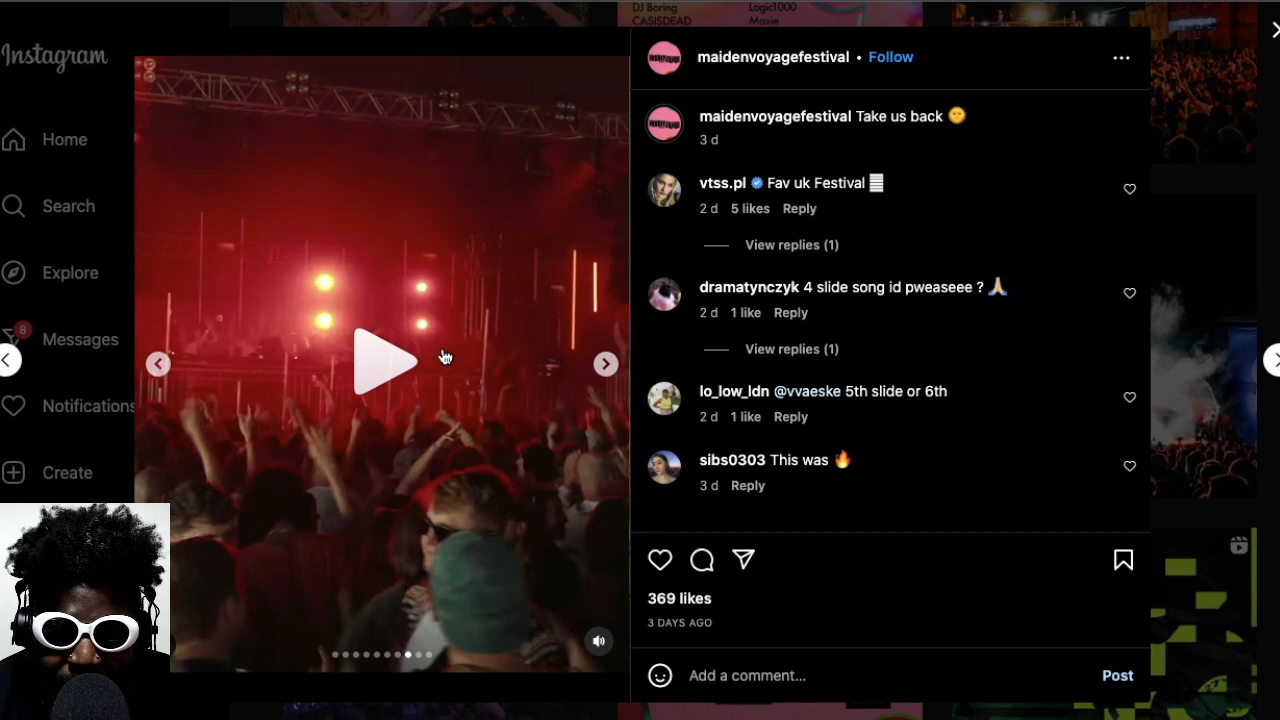 DJ Boring
Logic1000
CASISDEAD
Moxie
Instagram
Home
Search
Explore
8
Messages
Notifications
Create
maidenvoyagefestival • Follow
maidenvoyagefestival Take us back 🌞
3 d
vtss.pl Fav uk Festival
2 d 5 likes Reply
View replies (1)
dramatynczyk 4 slide song id pweaseee ? 🙏🏼
2 d 1 like Reply
View replies (1)
lo_low_ldn @vvaeske 5th slide or 6th
2 d 1 like Reply
sibs0303 This was 🔥
3 d Reply
369 likes
3 DAYS AGO
Add a comment...
Post